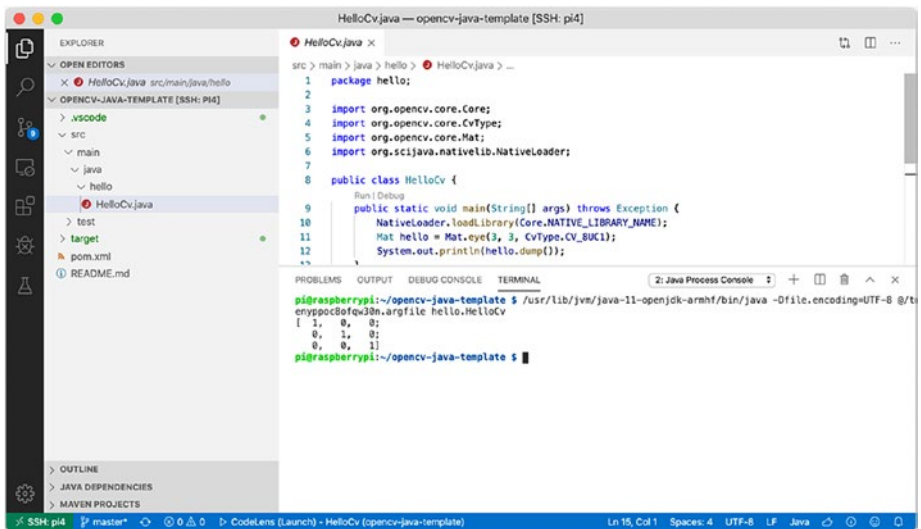 HelloCv.java — opencv-java-template [SSH: pi4]
EXPLORER
OPEN EDITORS
HelloCv.java src/main/java/hello
OPENCV-JAVA-TEMPLATE [SSH: PI4]
.vscode
src
main
java
hello
HelloCv.java
test
target
pom.xml
README.md
OUTLINE
JAVA DEPENDENCIES
MAVEN PROJECTS
9
HelloCv.java
src > main > java > hello > HelloCv.java > ...
1 package hello;
2
3 import org.opencv.core.Core;
4 import org.opencv.core.CvType;
5 import org.opencv.core.Mat;
6 import org.scijava.nativelib.NativeLoader;
7
8 public class HelloCv {
Run | Debug
9 public static void main(String[] args) throws Exception {
10 NativeLoader.loadLibrary(Core.NATIVE_LIBRARY_NAME);
11 Mat hello = Mat.eye(3, 3, CvType.CV_8UC1);
12 System.out.println(hello.dump());
13 }
PROBLEMS OUTPUT DEBUG CONSOLE TERMINAL 2: Java Process Console
pi@raspberrypi:~/opencv-java-template $ /usr/lib/jvm/java-11-openjdk-armhf/bin/java -Dfile.encoding=UTF-8
enyppoc8ofqw30n.argfile hello.HelloCv
[ 1, 0, 0;
0, 1, 0;
0, 0, 1]
pi@raspberrypi:~/opencv-java-template $
SSH: pi4 master* 0 0 CodeLens (Launch) - HelloCv (opencv-java-template) Ln 15, Col 1 Spaces: 4 UTF-8 LF Java